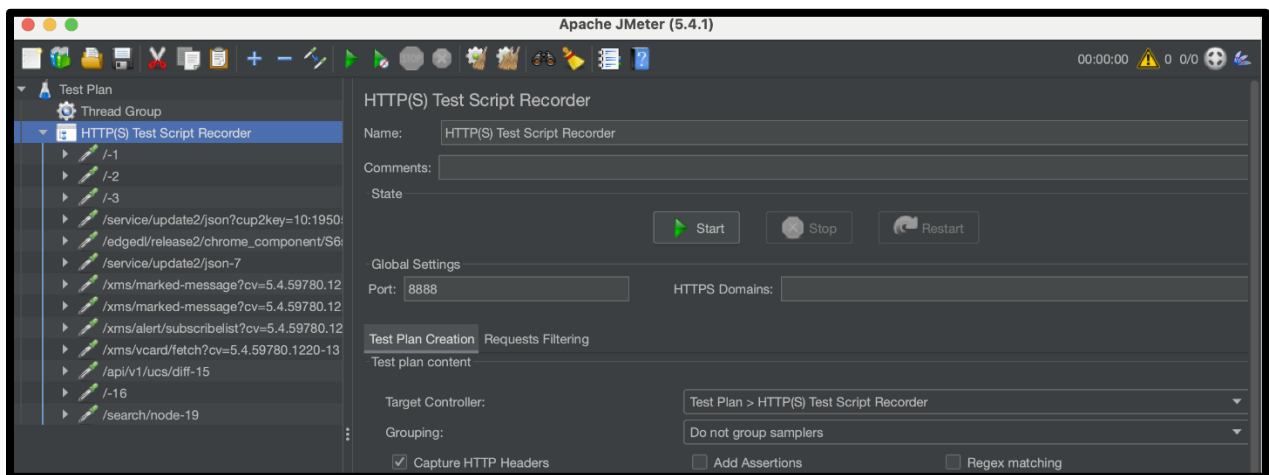 Apache JMeter (5.4.1)
00:00:00 0 0/0
Test Plan
Thread Group
HTTP(S) Test Script Recorder
/-1
/-2
/-3
/service/update2/json?cup2key=10:1950
/edgedl/release2/chrome_component/S6
/service/update2/json-7
/xms/marked-message?cv=5.4.59780.12
/xms/marked-message?cv=5.4.59780.12
/xms/alert/subscribelist?cv=5.4.59780.12
/xms/vcard/fetch?cv=5.4.59780.1220-13
/api/v1/ucs/diff-15
/-16
/search/node-19
HTTP(S) Test Script Recorder
Name: HTTP(S) Test Script Recorder
Comments:
State
Start Stop Restart
Global Settings
Port: 8888 HTTPS Domains:
Test Plan Creation Requests Filtering
Test plan content
Target Controller: Test Plan > HTTP(S) Test Script Recorder
Grouping: Do not group samplers
Capture HTTP Headers Add Assertions Regex matching